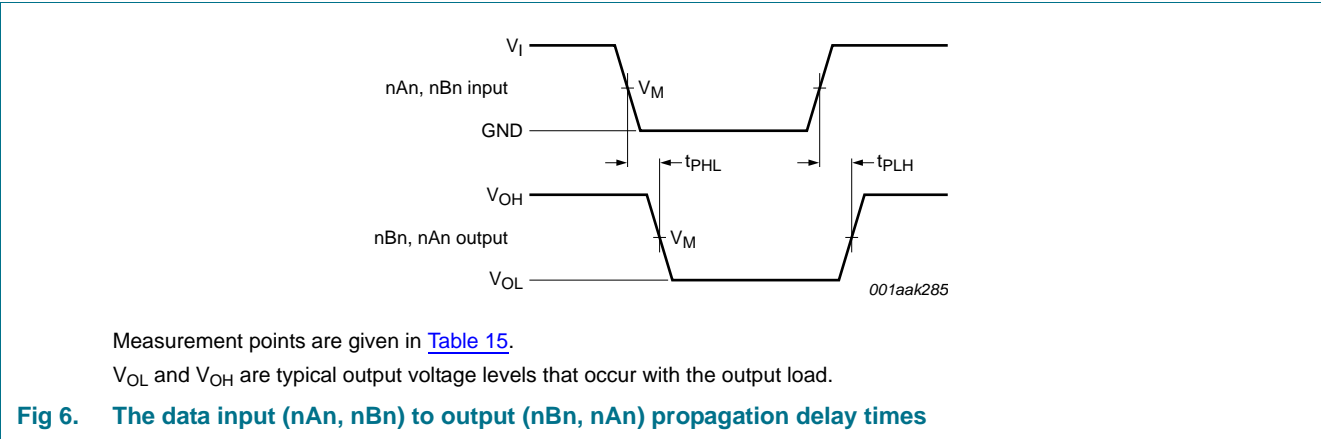 VI
nAn, nBn input
VM
GND
tPHL
tPLH
VOH
nBn, nAn output
VM
VOL
001aak285
Measurement points are given in Table 15.
VOL and VOH are typical output voltage levels that occur with the output load.
Fig 6. The data input (nAn, nBn) to output (nBn, nAn) propagation delay times